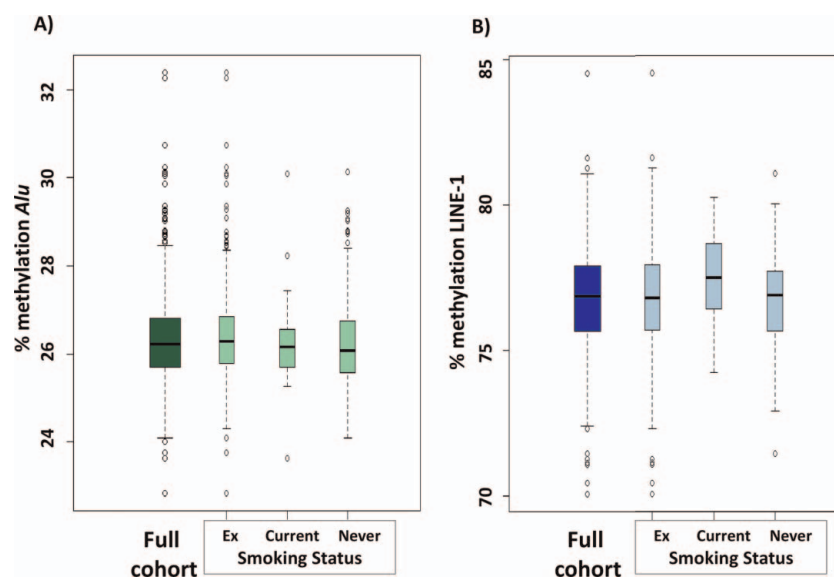 A)
% methylation Alu
32
30
28
26
24
Full
cohort
Ex Current Never
Smoking Status
B)
% methylation LINE-1
85
80
75
70
Full
cohort
Ex Current Never
Smoking Status